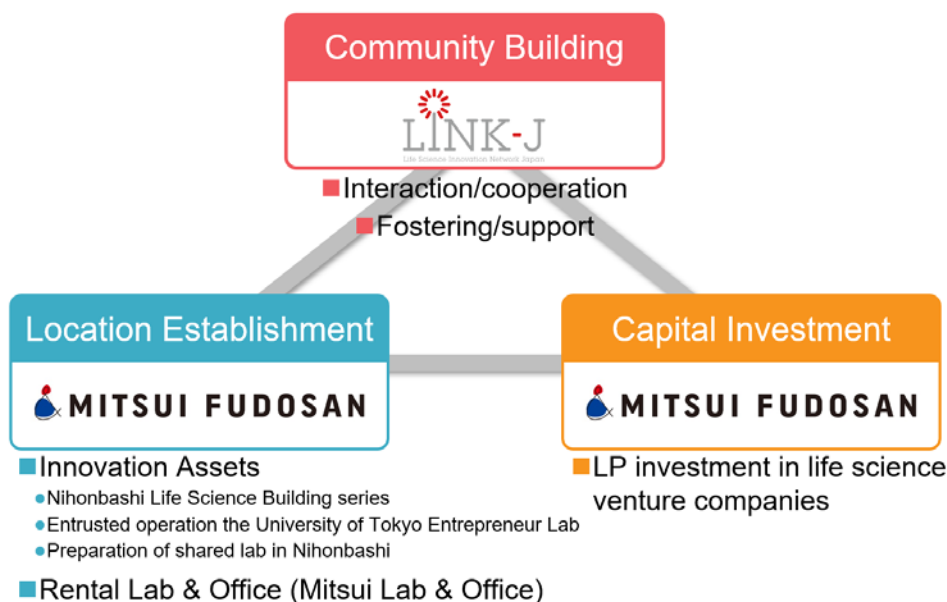 Community Building
LINK-J
Life Science Innovation Network Japan
■Interaction/cooperation
■Fostering/support
Location Establishment
MITSUI FUDOSAN
■Innovation Assets
●Nihonbashi Life Science Building series
●Entrusted operation the University of Tokyo Entrepreneur Lab
●Preparation of shared lab in Nihonbashi
■Rental Lab & Office (Mitsui Lab & Office)
Capital Investment
MITSUI FUDOSAN
■LP investment in life science
venture companies